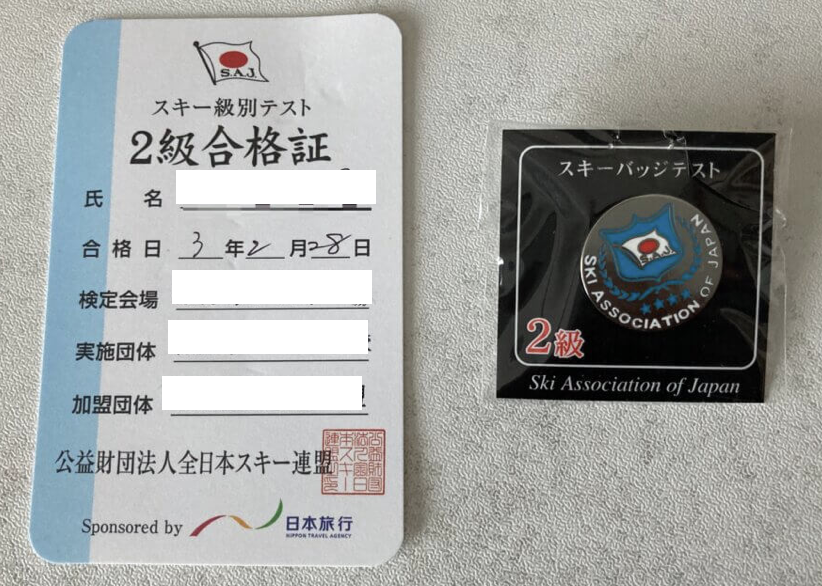 S.A.J.
スキー級別テスト
2級合格証
氏 名
合格日 3年2月28日
検定会場
実施団体
加盟団体
公益財団法人全日本スキー連盟
Sponsored by 日本旅行
NIPPON TRAVEL AGENCY
スキーバッジテスト
S.A.J.
SKI ASSOCIATION OF JAPAN
2級
Ski Association of Japan